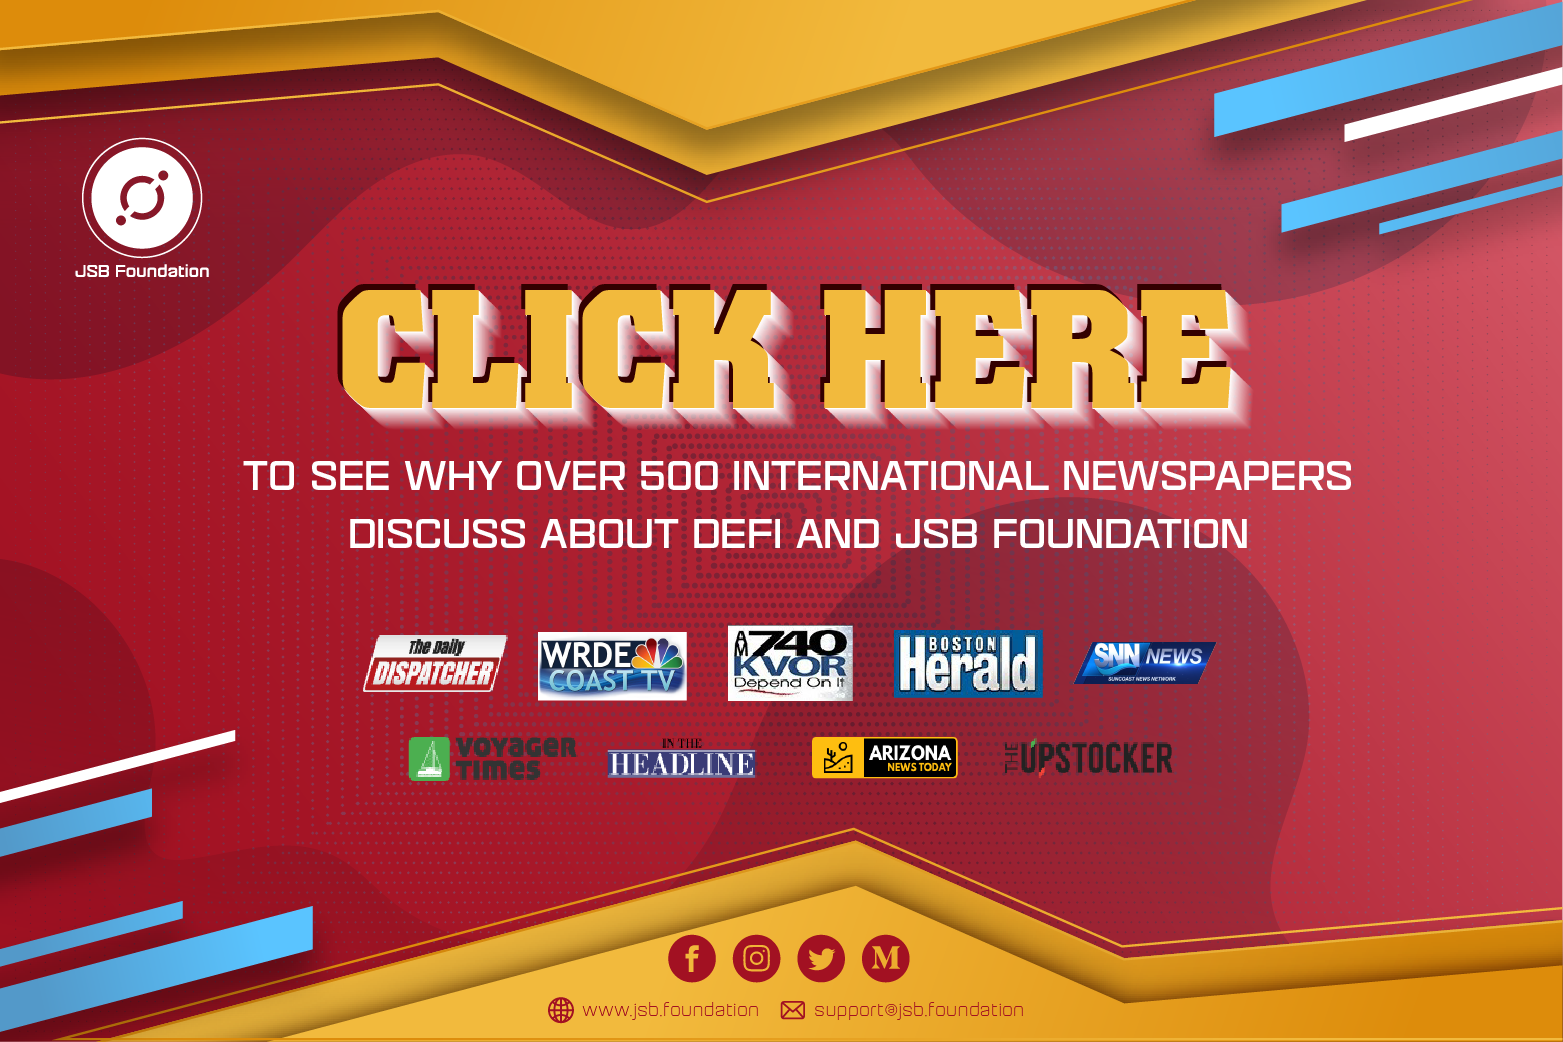 JSB Foundation
CLICK HERE
TO SEE WHY OVER 500 INTERNATIONAL NEWSPAPERS
DISCUSS ABOUT DEFI AND JSB FOUNDATION
The Daily
DISPATCHER
WRDE
COAST TV
AM 740
KVOR
Depend On It
BOSTON
Herald
SNN NEWS
SUNCOAST NEWS NETWORK
VOYAGER
TIMES
IN THE
HEADLINE
ARIZONA
NEWS TODAY
THE UPSTOCKER
www.jsb.foundation support@jsb.foundation